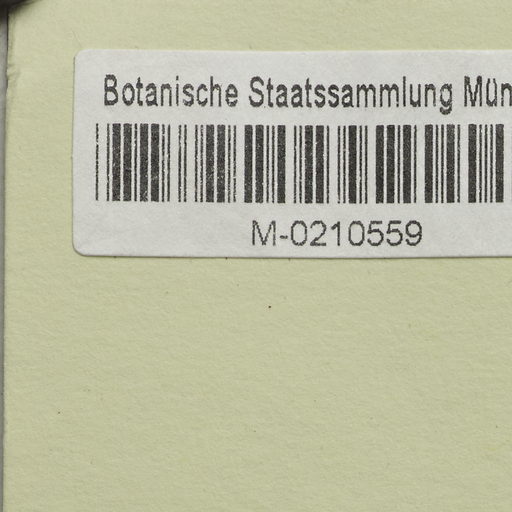 Botanische Staatssammlung Mün
M-0210559